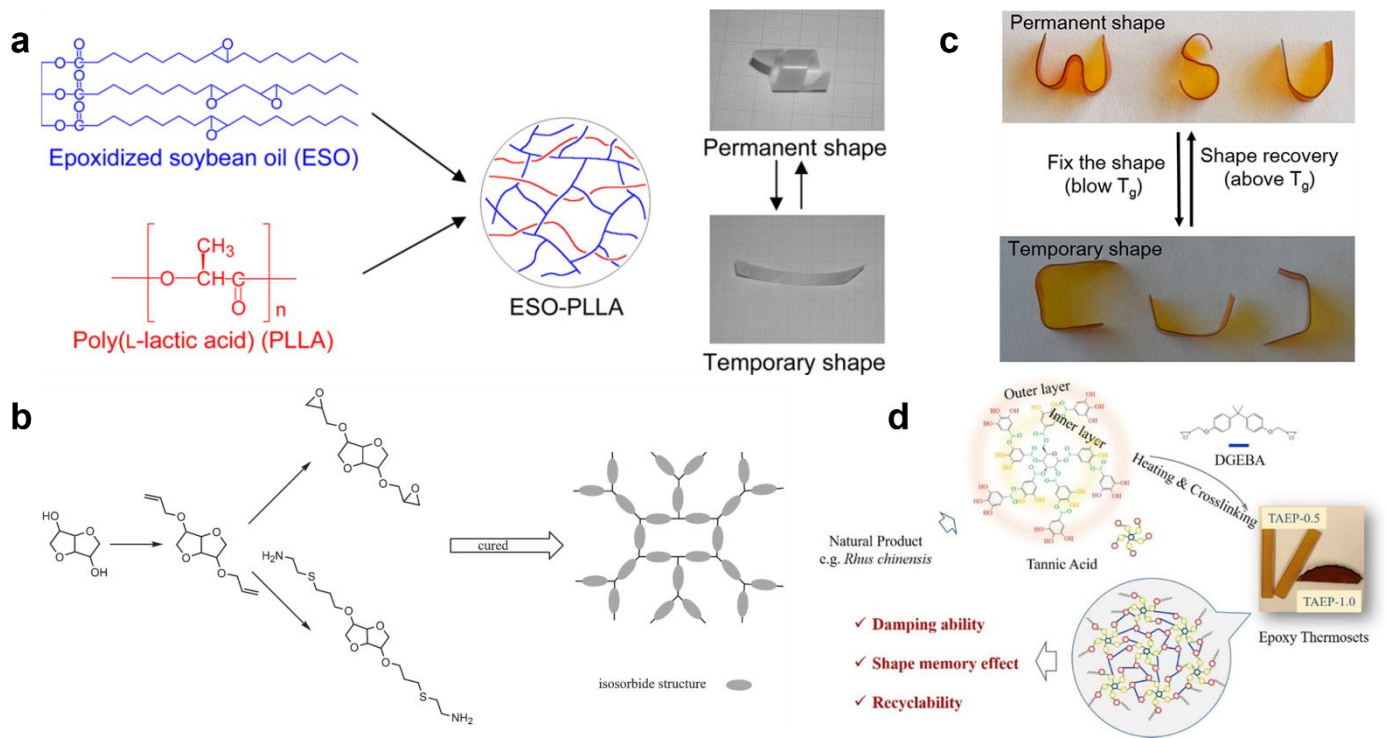 a
O
O
O
O
C
O
C
O
C
O
O
O
O
Epoxidized soybean oil (ESO)
CH3
O
CH
C
O
n
Poly(L-lactic acid) (PLLA)
ESO-PLLA
Permanent shape
Temporary shape
c
Permanent shape
Fix the shape
(blow Tg)
Shape recovery
(above Tg)
Temporary shape
b
HO
O
O
OH
O
O
O
O
O
O
O
O
O
O
H2N
S
O
O
O
O
S
NH2
cured
isosorbide structure
d
Outer layer
Inner layer
Natural Product
e.g. Rhus chinensis
Tannic Acid
DGEBA
Heating & Crosslinking
TAEP-0.5
TAEP-1.0
Epoxy Thermosets
✓ Damping ability
✓ Shape memory effect
✓ Recyclability